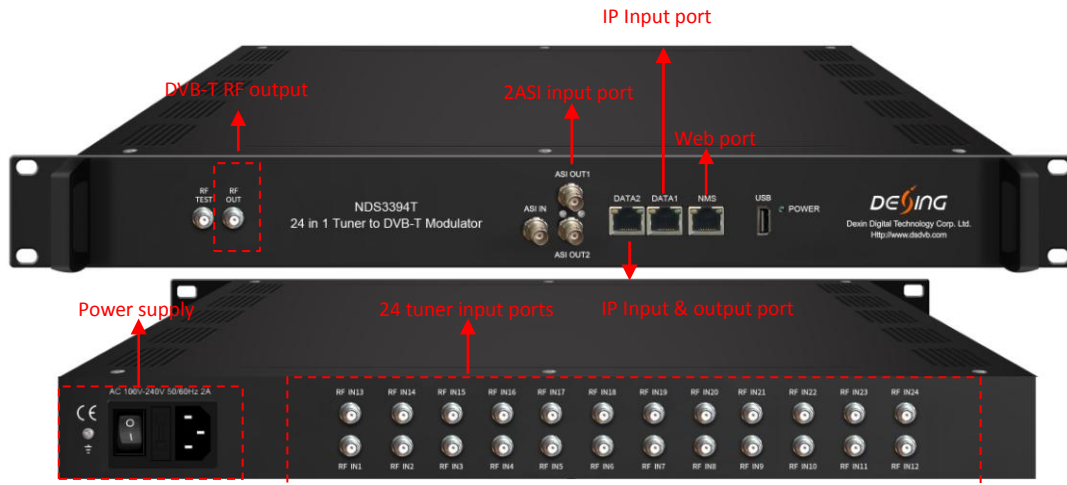 IP Input port
DVB-T RF output
2ASI input port
Web port
RF TEST
RF OUT
NDS3394T
24 in 1 Tuner to DVB-T Modulator
ASI IN
ASI OUT1
ASI OUT2
DATA2
DATA1
NMS
USB
POWER
DEXING
Dexin Digital Technology Corp. Ltd.
Http://www.dsdvb.com
Power supply
24 tuner input ports
IP Input & output port
AC 100V-240V 50/60Hz 2A
CE
I
O
RF IN13 RF IN14 RF IN15 RF IN16 RF IN17 RF IN18 RF IN19 RF IN20 RF IN21 RF IN22 RF IN23 RF IN24
RF IN1 RF IN2 RF IN3 RF IN4 RF IN5 RF IN6 RF IN7 RF IN8 RF IN9 RF IN10 RF IN11 RF IN12